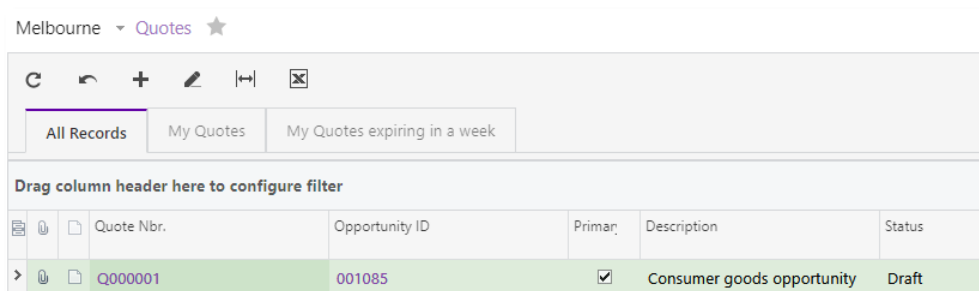 Melbourne Quotes
All Records My Quotes My Quotes expiring in a week
Drag column header here to configure filter
Quote Nbr. Opportunity ID Primar Description Status
Q000001 001085 Consumer goods opportunity Draft